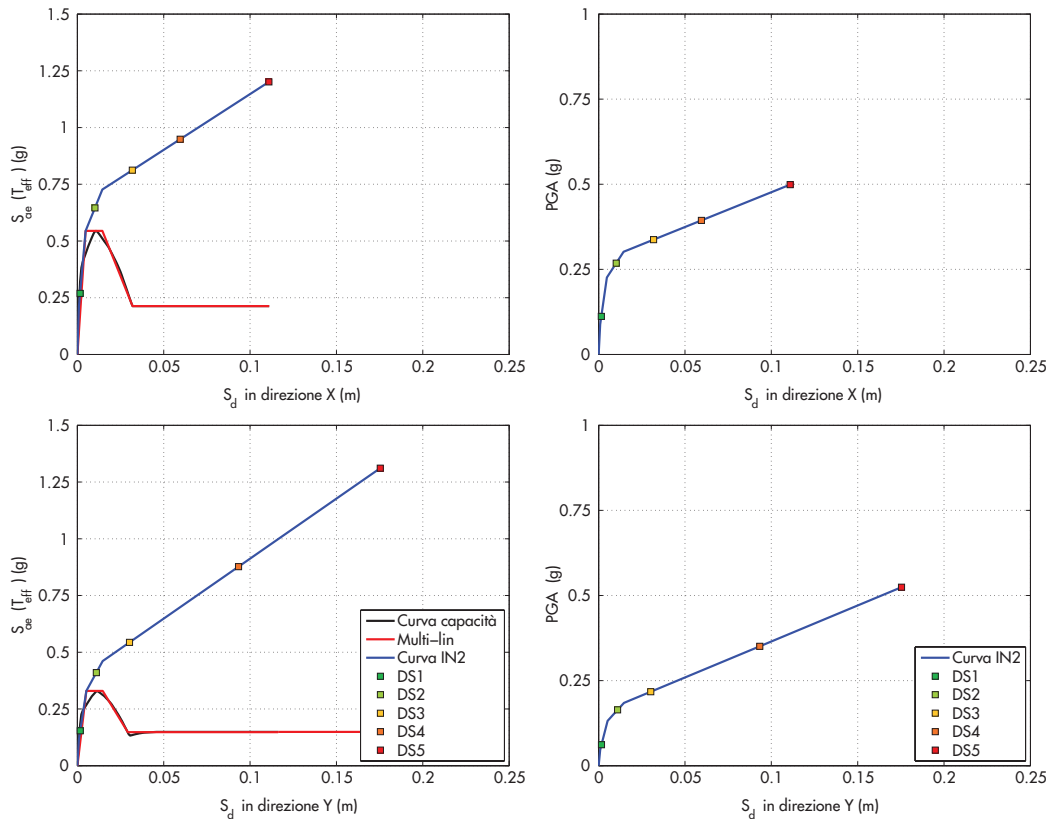 1.5
1.25
1
0.75
0.5
0.25
0
S_ae (T_eff) (g)
0 0.05 0.1 0.15 0.2 0.25
S_d in direzione X (m)
1
0.75
0.5
0.25
0
PGA (g)
0 0.05 0.1 0.15 0.2 0.25
S_d in direzione X (m)
1.5
1.25
1
0.75
0.5
0.25
0
S_ae (T_eff) (g)
Curva capacità
Multi-lin
Curva IN2
DS1
DS2
DS3
DS4
DS5
0 0.05 0.1 0.15 0.2 0.25
S_d in direzione Y (m)
1
0.75
0.5
0.25
0
PGA (g)
Curva IN2
DS1
DS2
DS3
DS4
DS5
0 0.05 0.1 0.15 0.2 0.25
S_d in direzione Y (m)